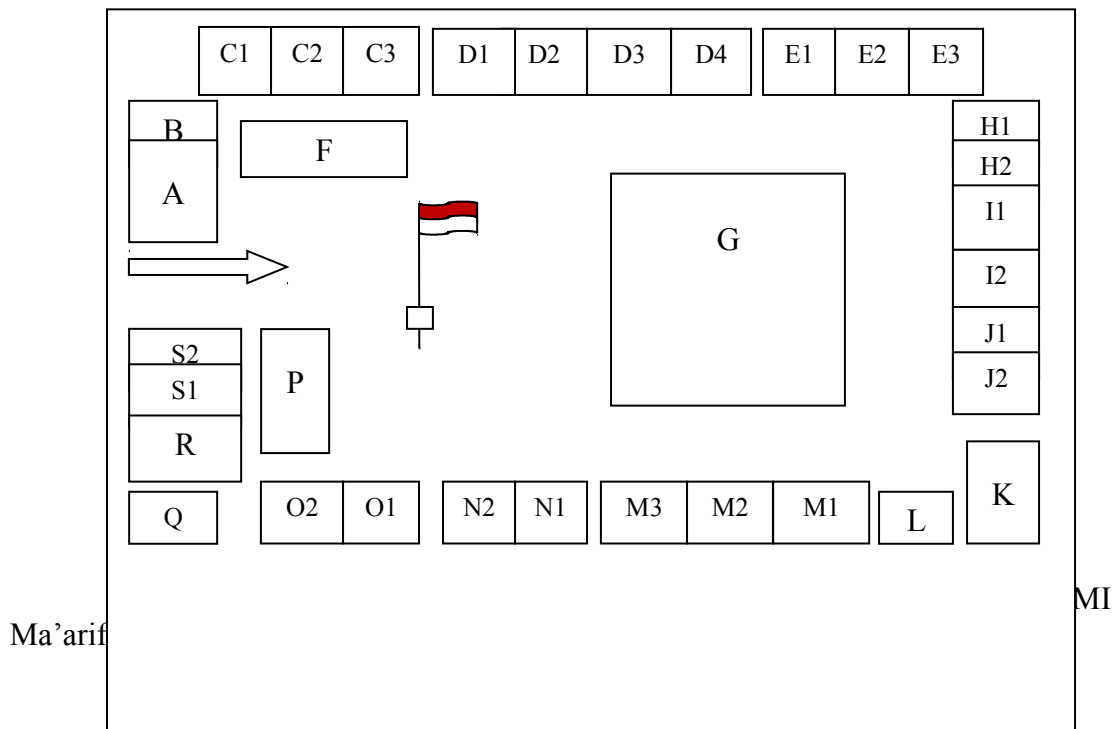 C1 C2 C3 D1 D2 D3 D4 E1 E2 E3
B F H1
H2
A I1
G
I2
S2 J1
S1 P J2
R
Q O2 O1 N2 N1 M3 M2 M1 L K
MI
Ma'arif